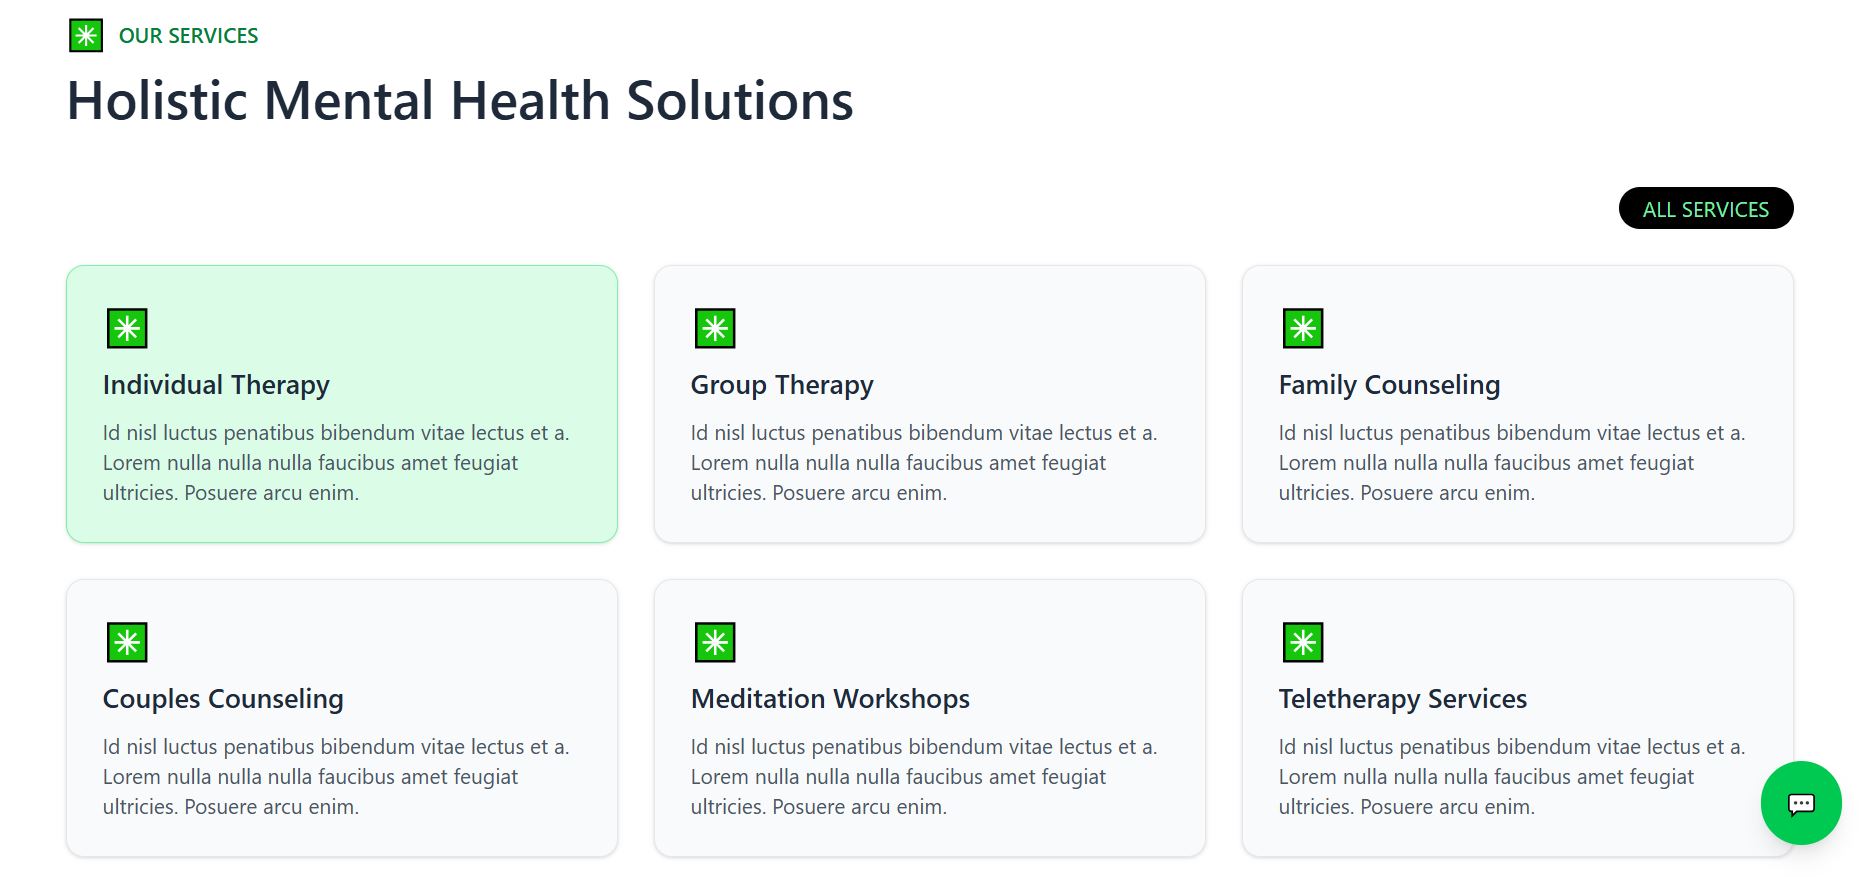 OUR SERVICES
Holistic Mental Health Solutions
ALL SERVICES
Individual Therapy
Id nisl luctus penatibus bibendum vitae lectus et a.
Lorem nulla nulla nulla faucibus amet feugiat
ultricies. Posuere arcu enim.
Group Therapy
Id nisl luctus penatibus bibendum vitae lectus et a.
Lorem nulla nulla nulla faucibus amet feugiat
ultricies. Posuere arcu enim.
Family Counseling
Id nisl luctus penatibus bibendum vitae lectus et a.
Lorem nulla nulla nulla faucibus amet feugiat
ultricies. Posuere arcu enim.
Couples Counseling
Id nisl luctus penatibus bibendum vitae lectus et a.
Lorem nulla nulla nulla faucibus amet feugiat
ultricies. Posuere arcu enim.
Meditation Workshops
Id nisl luctus penatibus bibendum vitae lectus et a.
Lorem nulla nulla nulla faucibus amet feugiat
ultricies. Posuere arcu enim.
Teletherapy Services
Id nisl luctus penatibus bibendum vitae lectus et a.
Lorem nulla nulla nulla faucibus amet feugiat
ultricies. Posuere arcu enim.